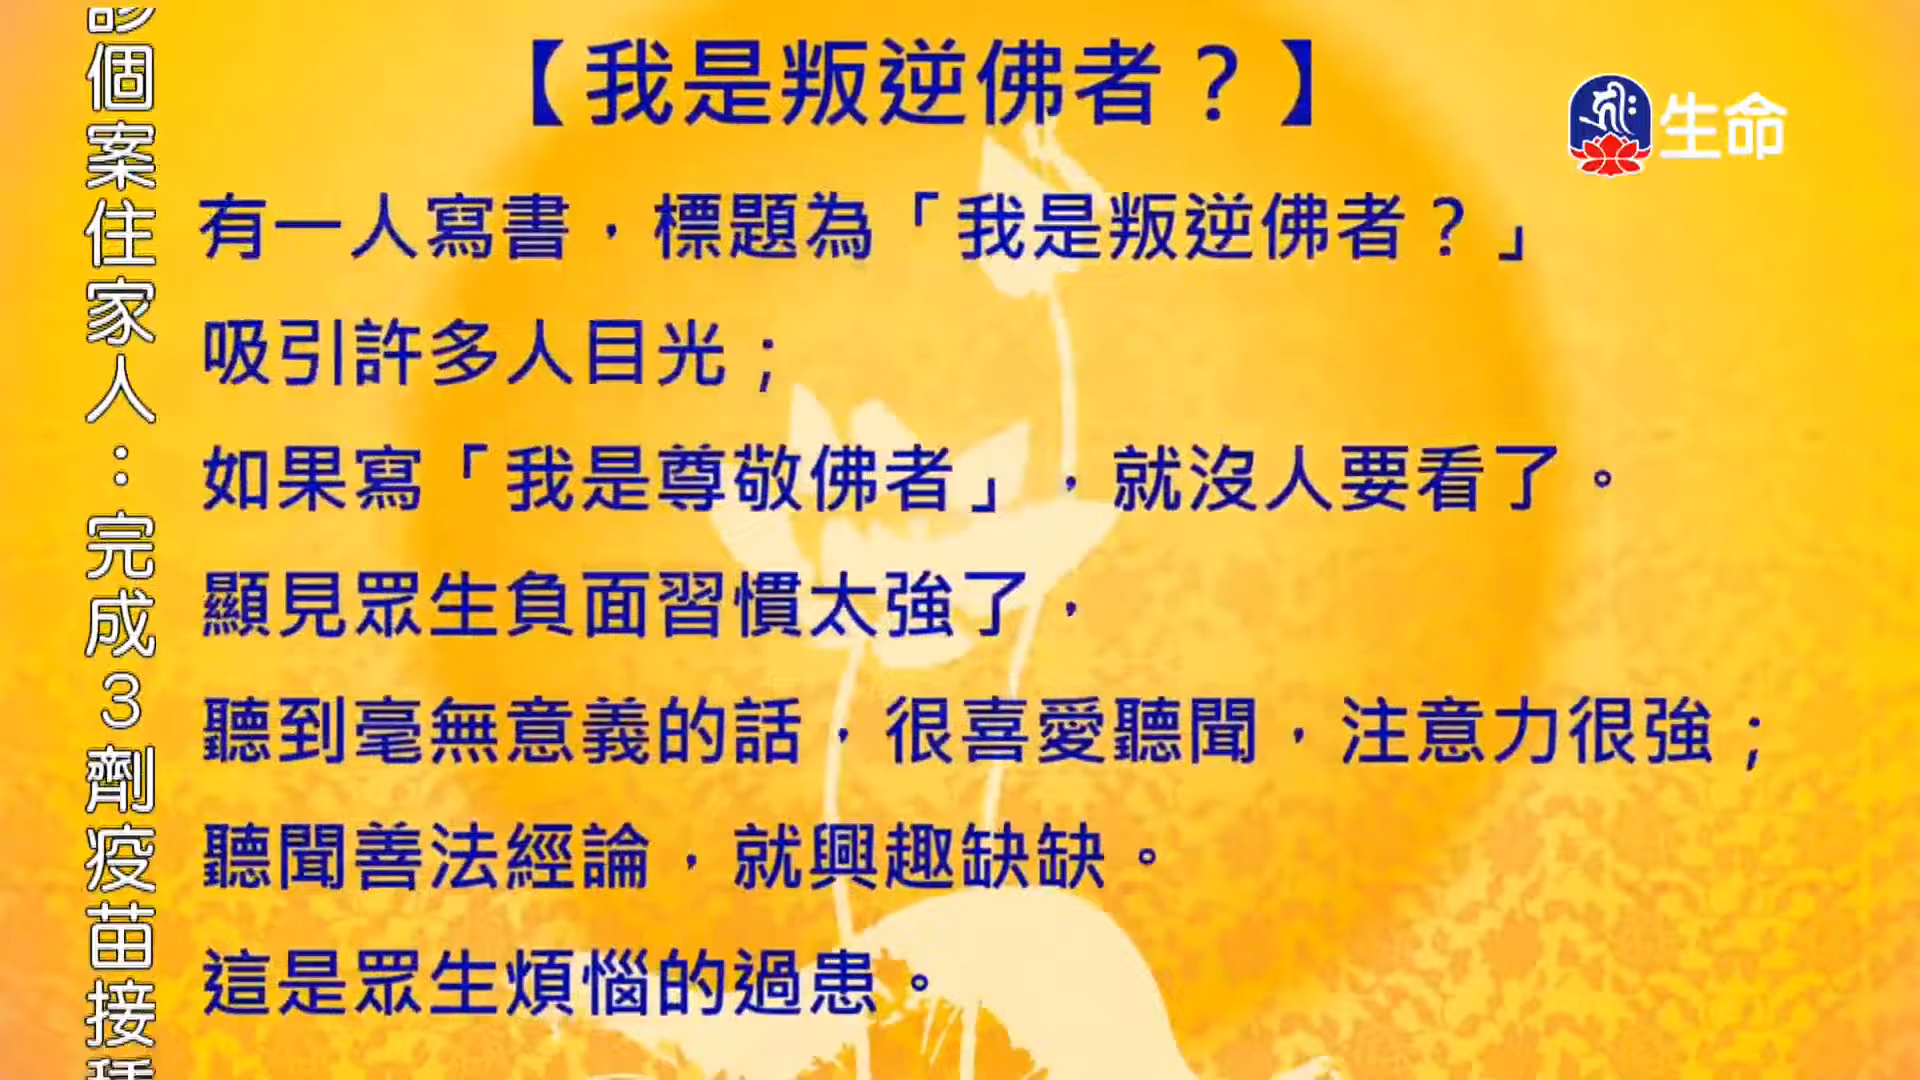 【我是叛逆佛者？】
有一人寫書，標題為「我是叛逆佛者？」
吸引許多人目光；
如果寫「我是尊敬佛者」，就沒人要看了。
顯見眾生負面習慣太強了，
聽到毫無意義的話，很喜愛聽聞，注意力很強；
聽聞善法經論，就興趣缺缺。
這是眾生煩惱的過患。
生命
診個案住家人：完成3劑疫苗接種